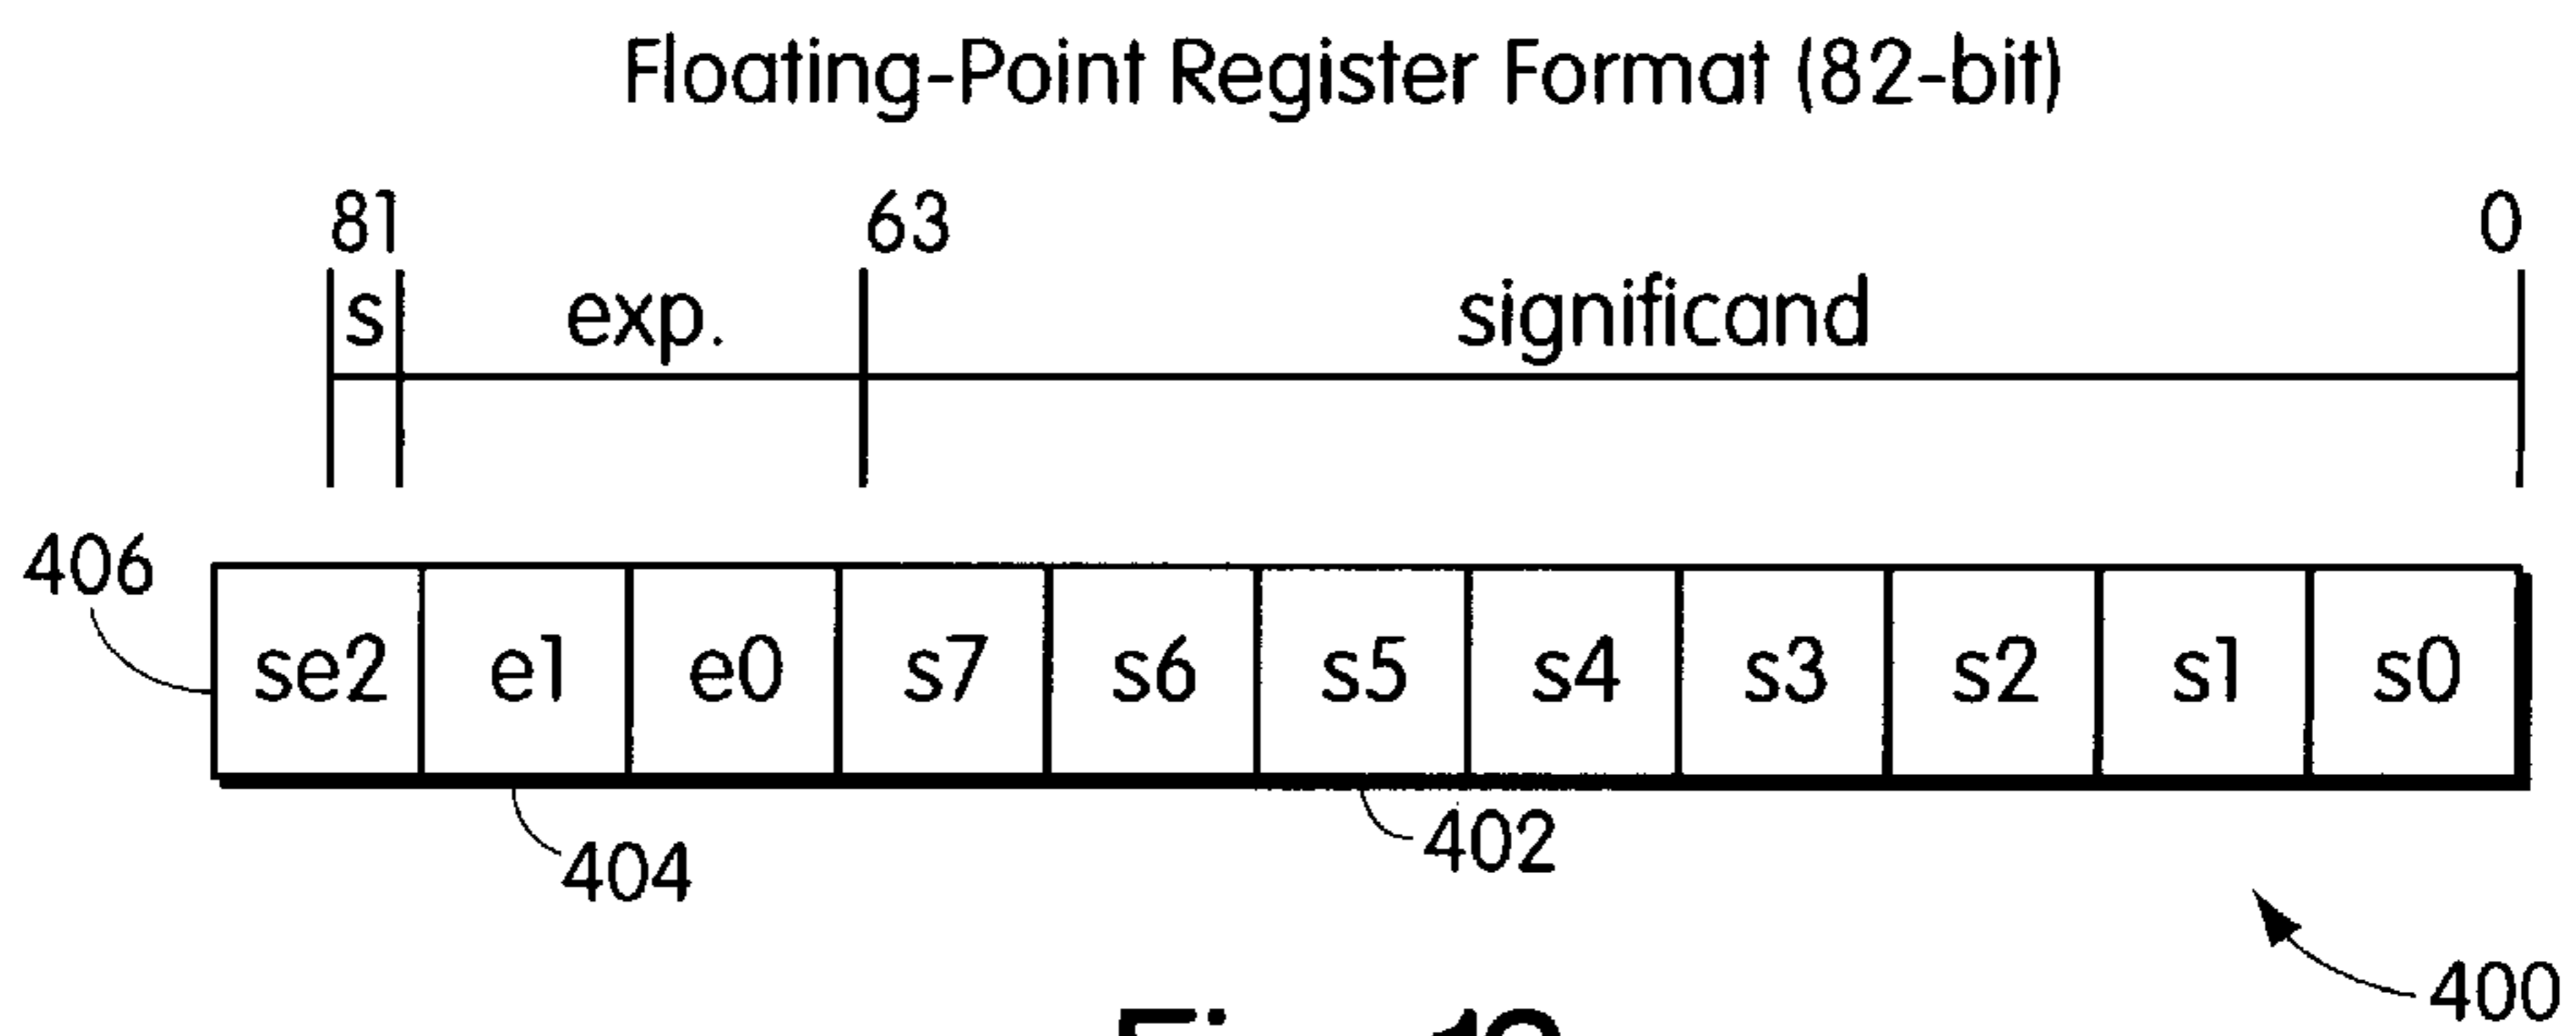 Floating-Point Register Format (82-bit)
81 63 0
s exp. significand
406
se2 e1 e0 s7 s6 s5 s4 s3 s2 s1 s0
404 402
400